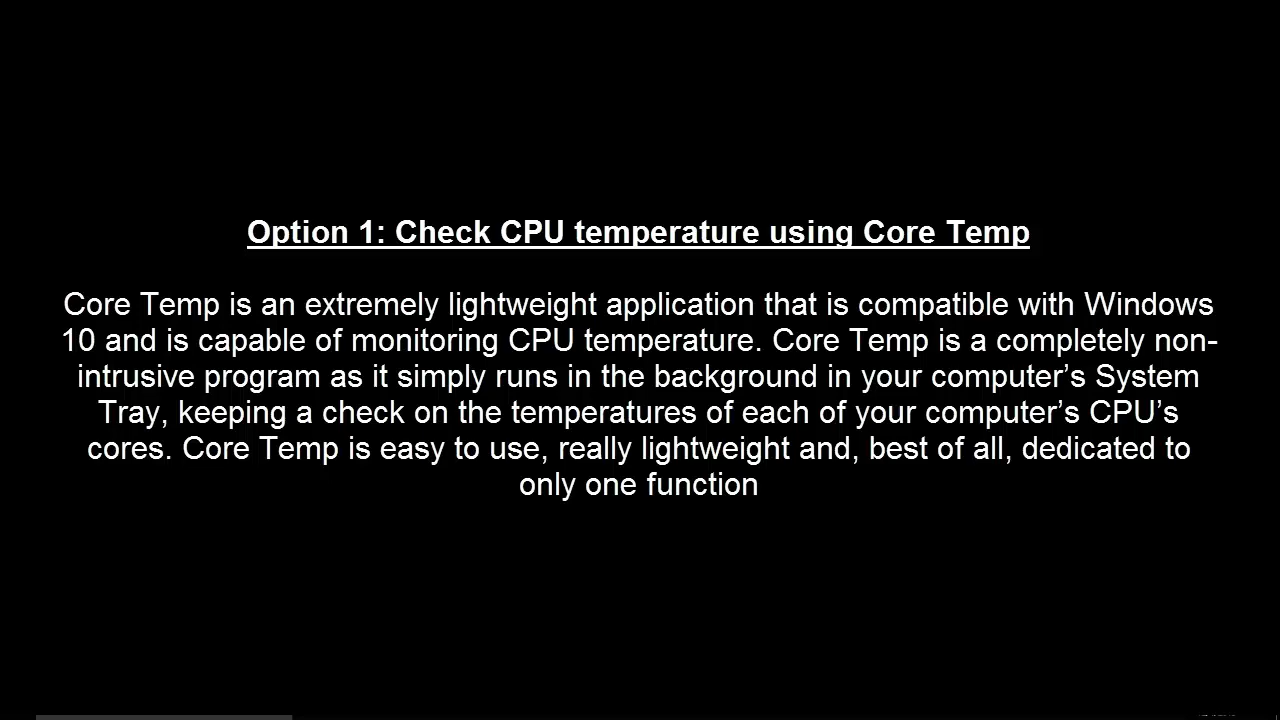 Option 1: Check CPU temperature using Core Temp
Core Temp is an extremely lightweight application that is compatible with Windows
10 and is capable of monitoring CPU temperature. Core Temp is a completely non-
intrusive program as it simply runs in the background in your computer’s System
Tray, keeping a check on the temperatures of each of your computer’s CPU’s
cores. Core Temp is easy to use, really lightweight and, best of all, dedicated to
only one function